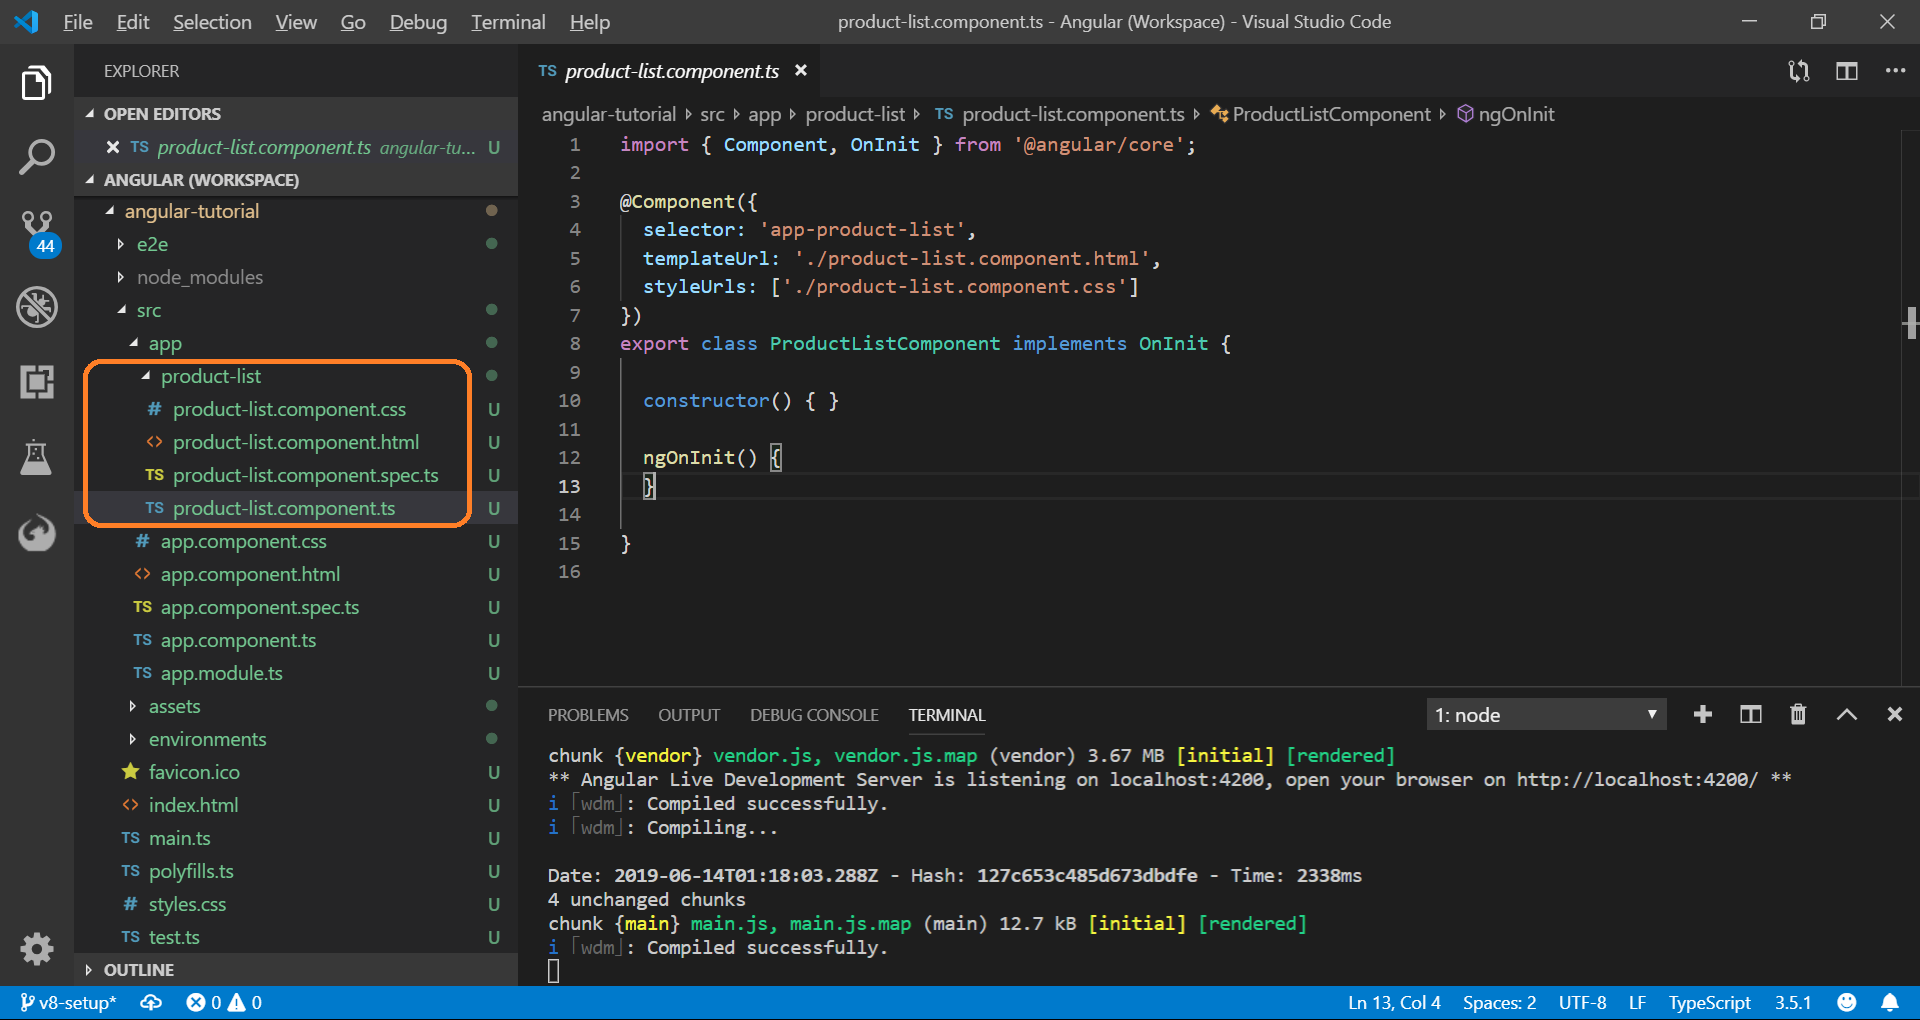 File Edit Selection View Go Debug Terminal Help
product-list.component.ts - Angular (Workspace) - Visual Studio Code
EXPLORER
OPEN EDITORS
TS product-list.component.ts angular-tu... U
ANGULAR (WORKSPACE)
angular-tutorial
e2e
node_modules
src
app
product-list
# product-list.component.css U
<> product-list.component.html U
TS product-list.component.spec.ts U
TS product-list.component.ts U
# app.component.css U
<> app.component.html U
TS app.component.spec.ts U
TS app.component.ts U
TS app.module.ts U
assets
environments
favicon.ico U
<> index.html U
TS main.ts U
TS polyfills.ts U
# styles.css U
TS test.ts U
OUTLINE
44
TS product-list.component.ts
angular-tutorial src app product-list TS product-list.component.ts ProductListComponent ngOnInit
1 import { Component, OnInit } from '@angular/core';
2
3 @Component({
4 selector: 'app-product-list',
5 templateUrl: './product-list.component.html',
6 styleUrls: ['./product-list.component.css']
7 })
8 export class ProductListComponent implements OnInit {
9
10 constructor() { }
11
12 ngOnInit() {
13 }
14
15 }
16
PROBLEMS OUTPUT DEBUG CONSOLE TERMINAL
1: node
chunk {vendor} vendor.js, vendor.js.map (vendor) 3.67 MB [initial] [rendered]
** Angular Live Development Server is listening on localhost:4200, open your browser on http://localhost:4200/ **
i ｢wdm｣: Compiled successfully.
i ｢wdm｣: Compiling...
Date: 2019-06-14T01:18:03.288Z - Hash: 127c653c485d673dbdfe - Time: 2338ms
4 unchanged chunks
chunk {main} main.js, main.js.map (main) 12.7 kB [initial] [rendered]
i ｢wdm｣: Compiled successfully.
v8-setup* 0 0
Ln 13, Col 4 Spaces: 2 UTF-8 LF TypeScript 3.5.1